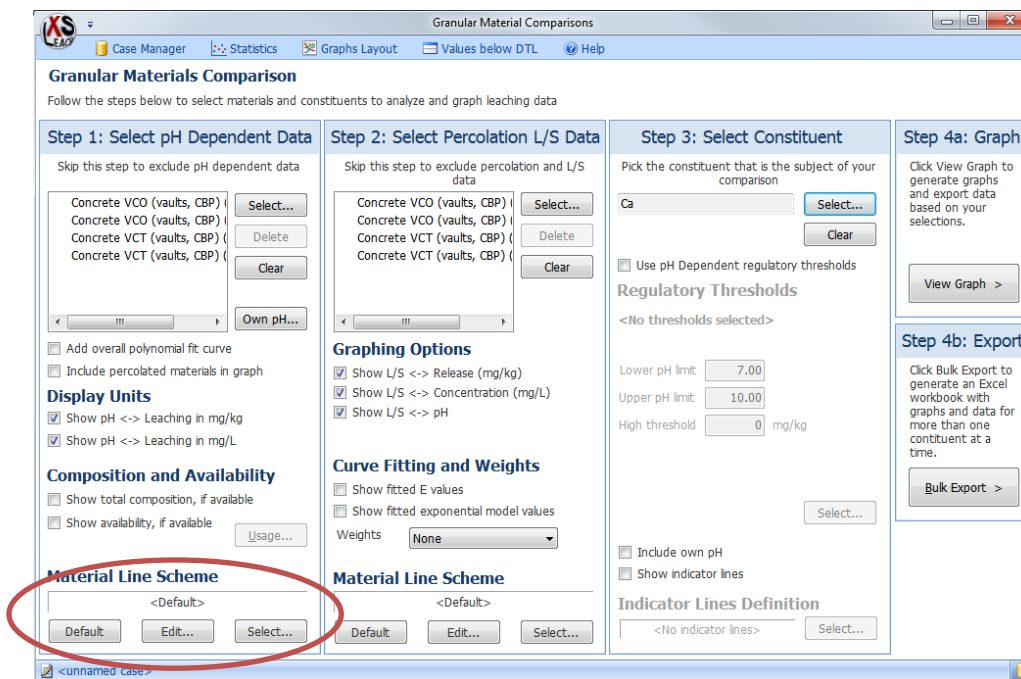 XS
LEACH
Granular Material Comparisons
Case Manager Statistics Graphs Layout Values below DTL Help
Granular Materials Comparison
Follow the steps below to select materials and constituents to analyze and graph leaching data
Step 1: Select pH Dependent Data
Skip this step to exclude pH dependent data
Concrete VCO (vaults, CBP) (
Concrete VCO (vaults, CBP) (
Concrete VCT (vaults, CBP) (
Concrete VCT (vaults, CBP) (
Select...
Delete
Clear
Own pH...
Add overall polynomial fit curve
Include percolated materials in graph
Display Units
Show pH <-> Leaching in mg/kg
Show pH <-> Leaching in mg/L
Composition and Availability
Show total composition, if available
Show availability, if available
Usage...
Material Line Scheme
<Default>
Default Edit... Select...
Step 2: Select Percolation L/S Data
Skip this step to exclude percolation and L/S
data
Concrete VCO (vaults, CBP) (
Concrete VCO (vaults, CBP) (
Concrete VCT (vaults, CBP) (
Concrete VCT (vaults, CBP) (
Select...
Delete
Clear
Graphing Options
Show L/S <-> Release (mg/kg)
Show L/S <-> Concentration (mg/L)
Show L/S <-> pH
Curve Fitting and Weights
Show fitted E values
Show fitted exponential model values
Weights None
Material Line Scheme
<Default>
Default Edit... Select...
Step 3: Select Constituent
Pick the constituent that is the subject of your
comparison
Ca Select...
Clear
Use pH Dependent regulatory thresholds
Regulatory Thresholds
<No thresholds selected>
Lower pH limit 7.00
Upper pH limit 10.00
High threshold 0 mg/kg
Select...
Include own pH
Show indicator lines
Indicator Lines Definition
<No indicator lines> Select...
Step 4a: Graph
Click View Graph to
generate graphs
and export data
based on your
selections.
View Graph >
Step 4b: Export
Click Bulk Export to
generate an Excel
workbook with
graphs and data for
more than one
contituent at a
time.
Bulk Export >
<unnamed case>